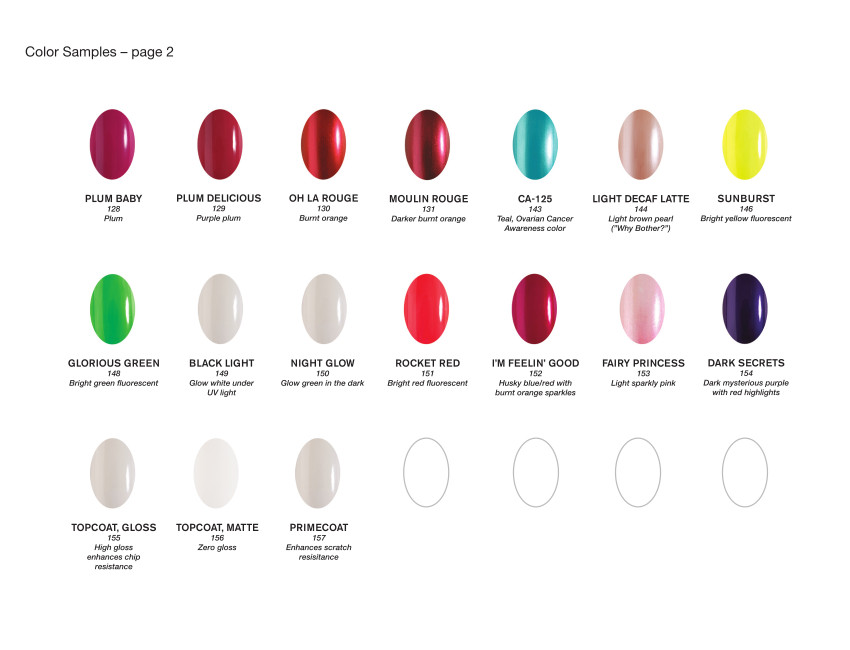 Color Samples – page 2
PLUM BABY
128
Plum
PLUM DELICIOUS
129
Purple plum
OH LA ROUGE
130
Burnt orange
MOULIN ROUGE
131
Darker burnt orange
CA-125
143
Teal, Ovarian Cancer
Awareness color
LIGHT DECAF LATTE
144
Light brown pearl
("Why Bother?")
SUNBURST
146
Bright yellow fluorescent
GLORIOUS GREEN
148
Bright green fluorescent
BLACK LIGHT
149
Glow white under
UV light
NIGHT GLOW
150
Glow green in the dark
ROCKET RED
151
Bright red fluorescent
I'M FEELIN' GOOD
152
Husky blue/red with
burnt orange sparkles
FAIRY PRINCESS
153
Light sparkly pink
DARK SECRETS
154
Dark mysterious purple
with red highlights
TOPCOAT, GLOSS
155
High gloss
enhances chip
resistance
TOPCOAT, MATTE
156
Zero gloss
PRIMECOAT
157
Enhances scratch
resisitance